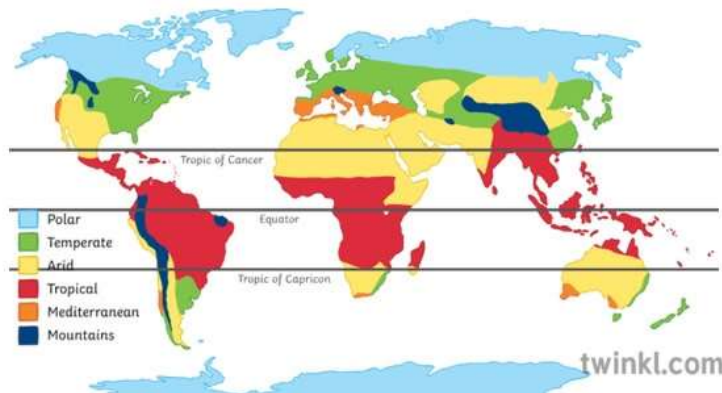 Tropic of Cancer
Equator
Tropic of Capricon
Polar
Temperate
Arid
Tropical
Mediterranean
Mountains
twinkl.com